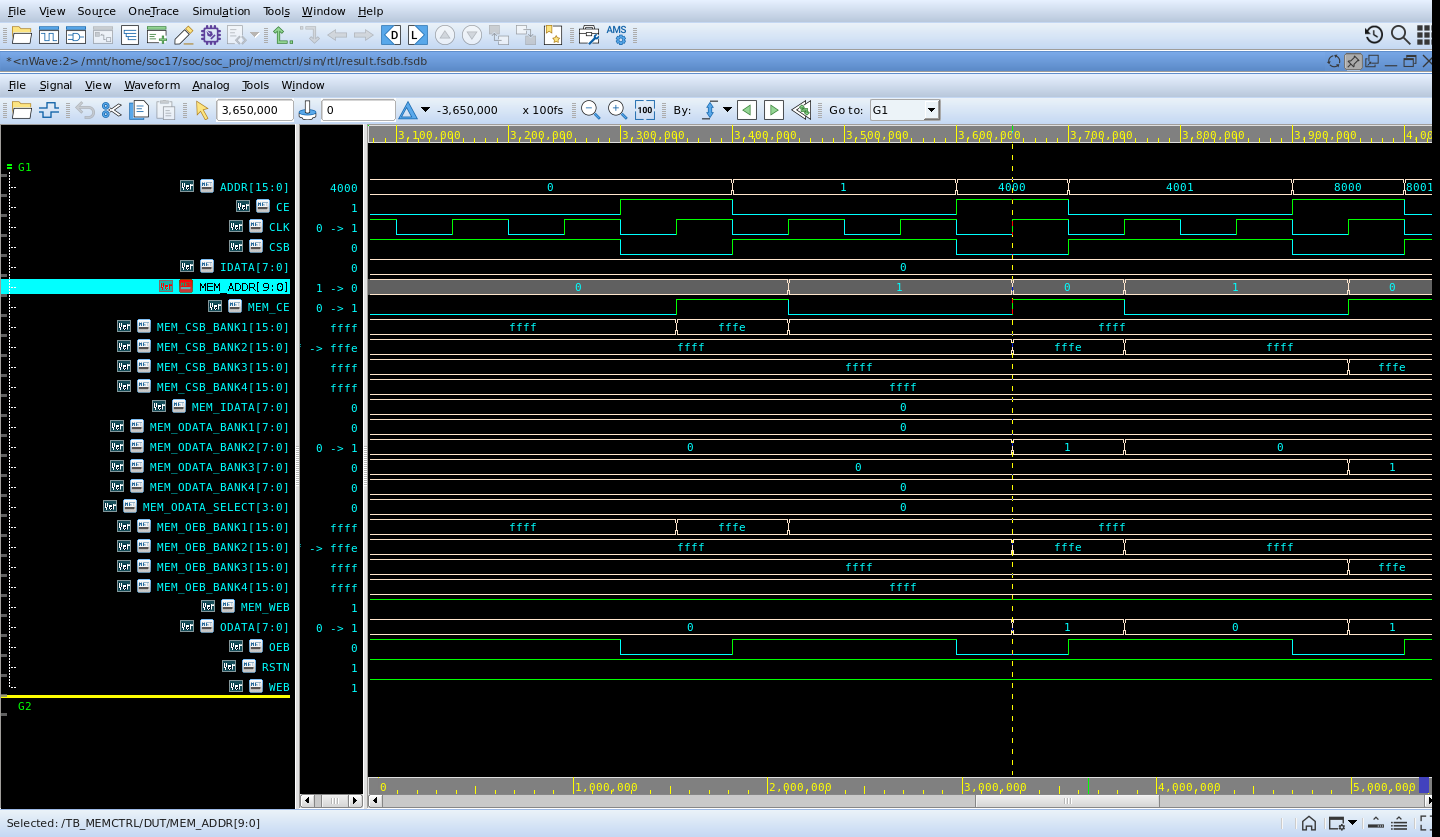 File View Source OneTrace Simulation Tools Window Help
D L AMS
*<nWave:2> /mnt/home/soc17/soc/soc_proj/memctrl/sim/rtl/result.fsdb.fsdb
File Signal View Waveform Analog Tools Window
3,650,000 0 -3,650,000 x 100fs 100 By: Go to: G1
3,100,000 3,200,000 3,300,000 3,400,000 3,500,000 3,600,000 3,700,000 3,800,000 3,900,000 4,00
G1
ADDR[15:0] 4000 0 1 4000 4001 8000 8001
CE 1
CLK 0 -> 1
CSB 0
IDATA[7:0] 0 0
MEM_ADDR[9:0] 1 -> 0 0 1 0 1 0
MEM_CE 0 -> 1
MEM_CSB_BANK1[15:0] ffff ffff fffe ffff
MEM_CSB_BANK2[15:0] -> fffe ffff fffe ffff
MEM_CSB_BANK3[15:0] ffff ffff fffe
MEM_CSB_BANK4[15:0] ffff ffff
MEM_IDATA[7:0] 0 0
MEM_ODATA_BANK1[7:0] 0 0
MEM_ODATA_BANK2[7:0] 0 -> 1 0 1 0
MEM_ODATA_BANK3[7:0] 0 0 1
MEM_ODATA_BANK4[7:0] 0 0
MEM_ODATA_SELECT[3:0] 0 0
MEM_OEB_BANK1[15:0] ffff ffff fffe ffff
MEM_OEB_BANK2[15:0] -> fffe ffff fffe ffff
MEM_OEB_BANK3[15:0] ffff ffff fffe
MEM_OEB_BANK4[15:0] ffff ffff
MEM_WEB 1
ODATA[7:0] 0 -> 1 0 1 0 1
OEB 0
RSTN 1
WEB 1
G2
0 1,000,000 2,000,000 3,000,000 4,000,000 5,000,000
Selected: /TB_MEMCTRL/DUT/MEM_ADDR[9:0]